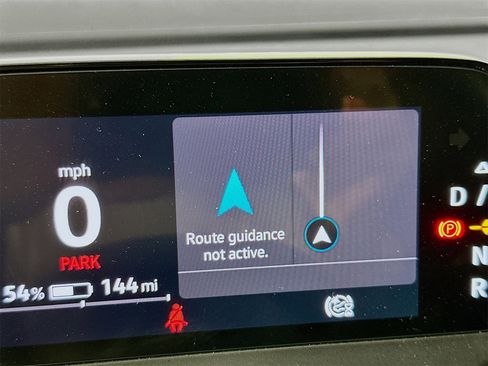 mph
0
PARK
54% 144 mi
Route guidance
not active.
D /
(P)
N
R